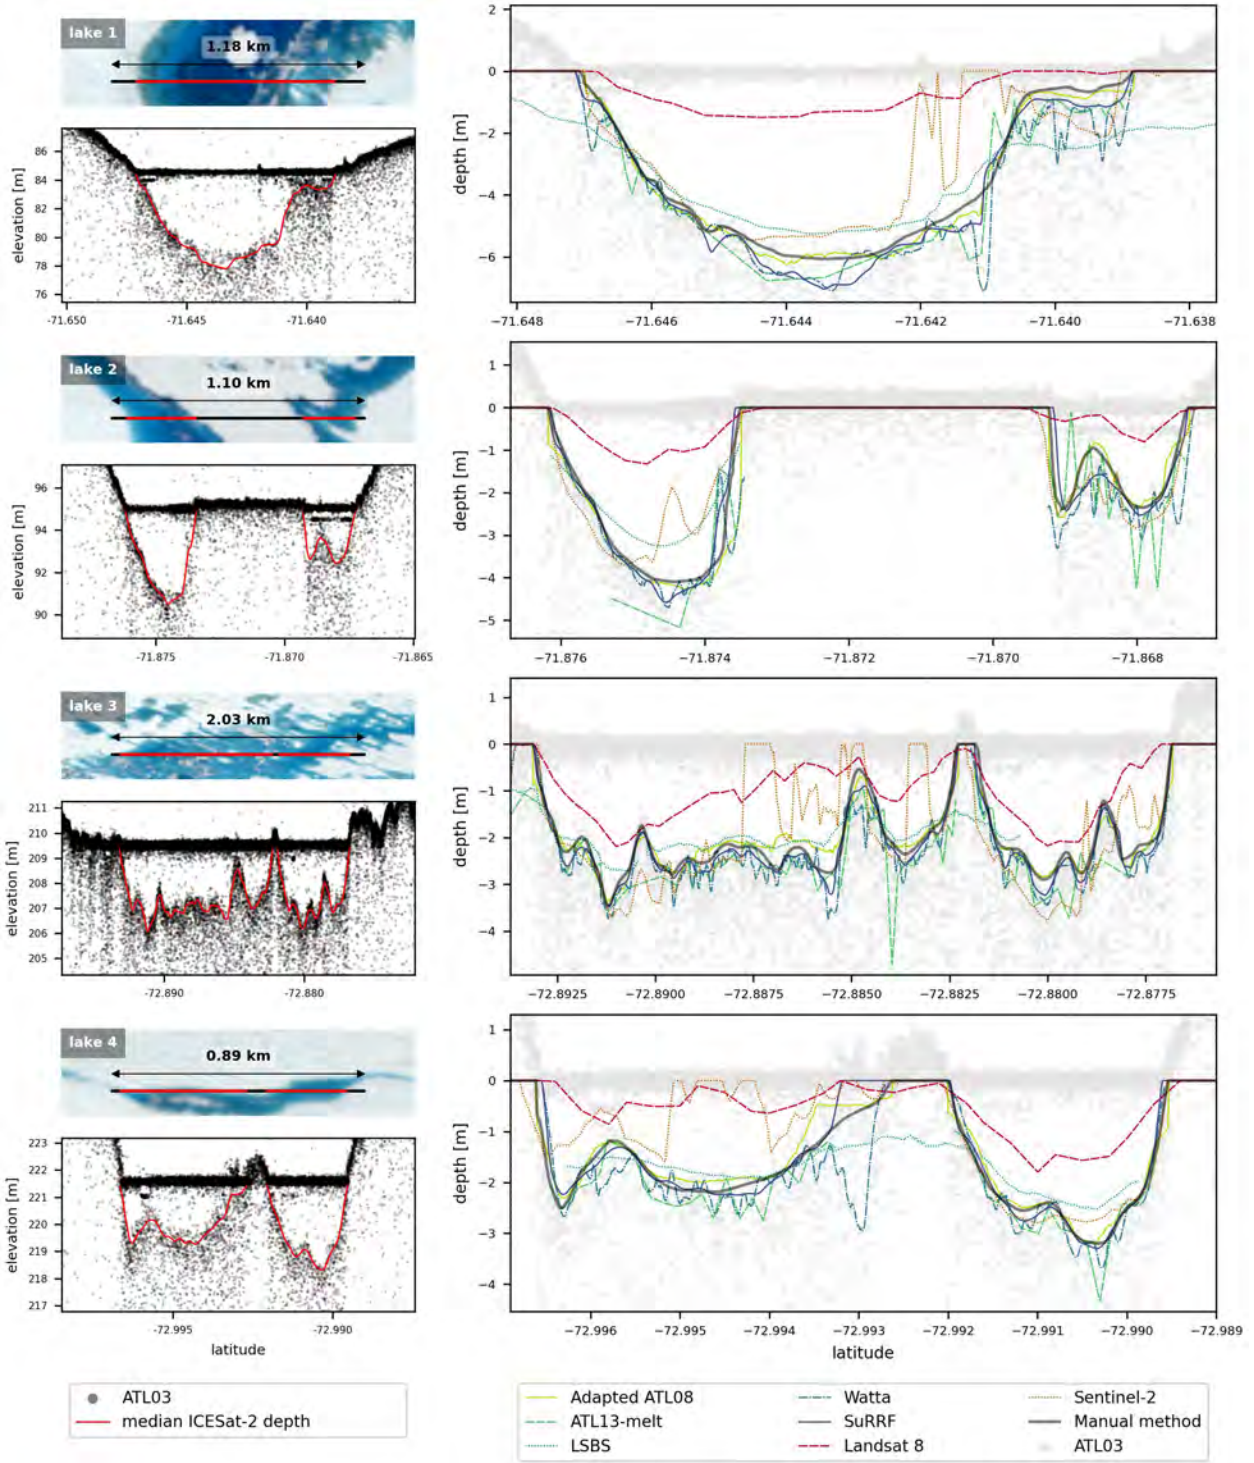 lake 1
1.18 km
elevation [m]
86
84
82
80
78
76
-71.650
-71.645
-71.640
depth [m]
2
0
−2
−4
−6
−71.648
−71.646
−71.644
−71.642
−71.640
−71.638
lake 2
1.10 km
elevation [m]
96
94
92
90
-71.875
-71.870
-71.865
depth [m]
1
0
−1
−2
−3
−4
−5
−71.876
−71.874
−71.872
−71.870
−71.868
lake 3
2.03 km
elevation [m]
211
210
209
208
207
206
205
-72.890
-72.880
depth [m]
1
0
−1
−2
−3
−4
−72.8925
−72.8900
−72.8875
−72.8850
−72.8825
−72.8800
−72.8775
lake 4
0.89 km
elevation [m]
223
222
221
220
219
218
217
-72.995
-72.990
latitude
depth [m]
1
0
−1
−2
−3
−4
−72.996
−72.995
−72.994
−72.993
−72.992
−72.991
−72.990
−72.989
latitude
ATL03
median ICESat-2 depth
Adapted ATL08
ATL13-melt
LSBS
Watta
SuRRF
Landsat 8
Sentinel-2
Manual method
ATL03